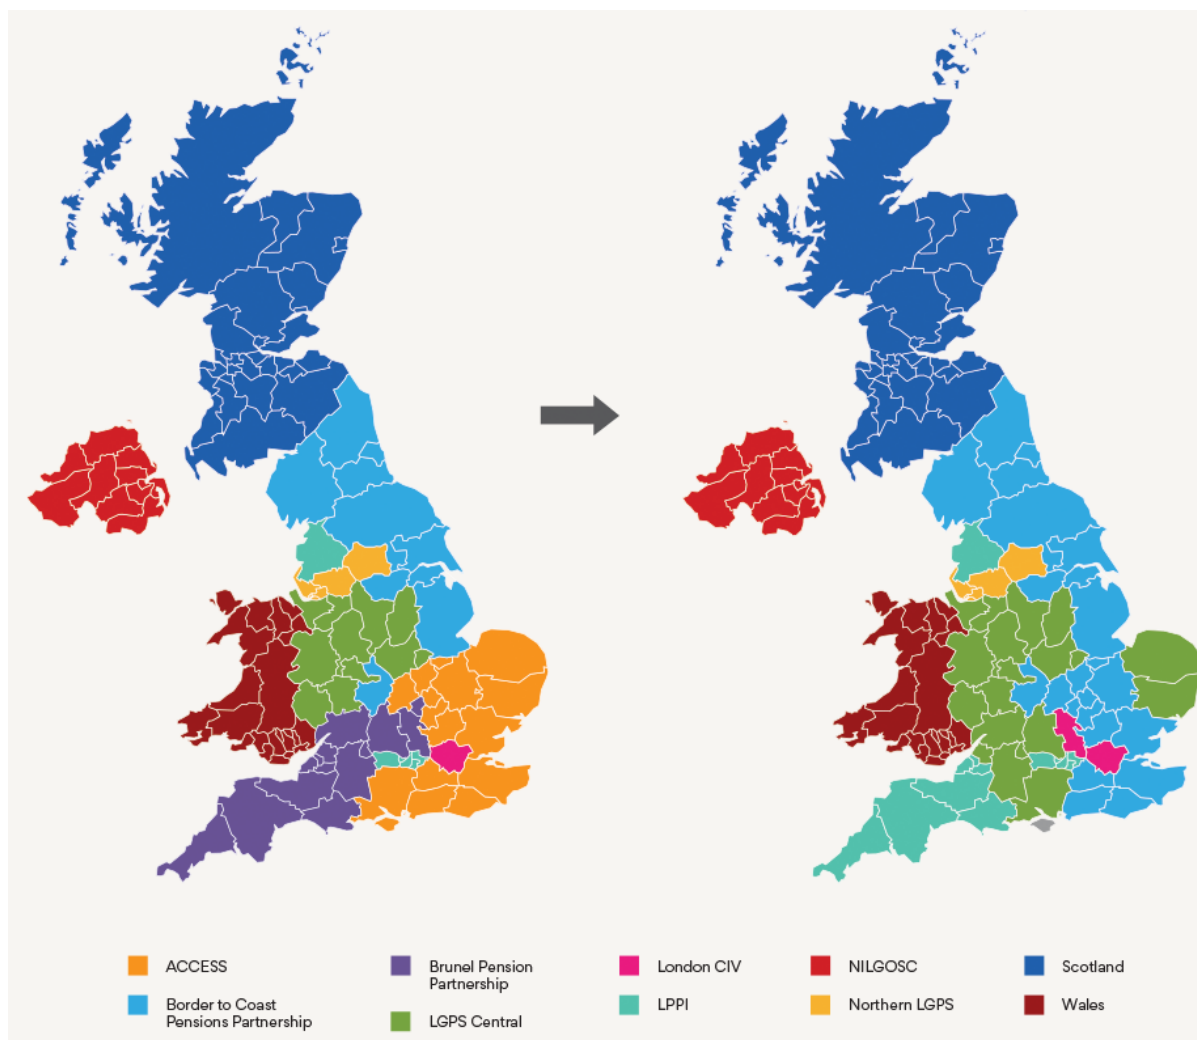 ACCESS
Border to Coast
Pensions Partnership
Brunel Pension
Partnership
LGPS Central
London CIV
LPPI
NILGOSC
Northern LGPS
Scotland
Wales